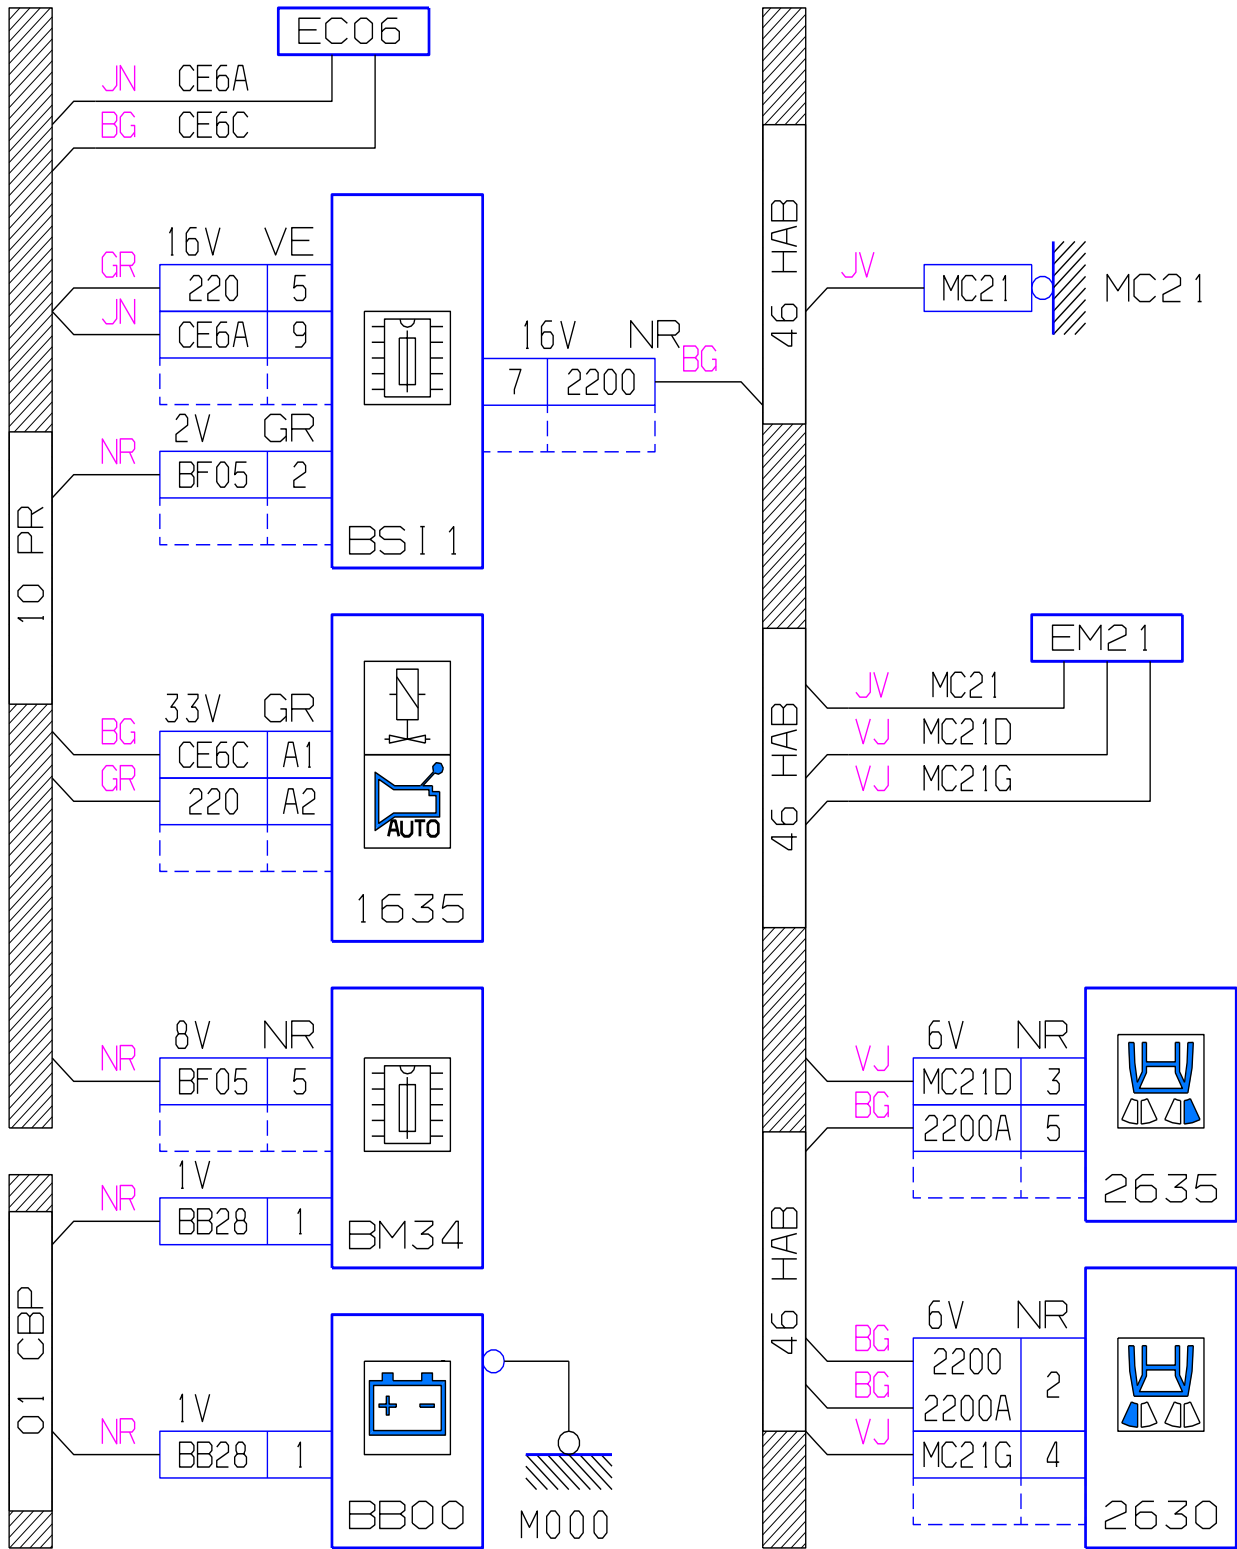 EC06
JN CE6A
BG CE6C
16V VE
GR 220 5
JN CE6A 9
2V GR
NR BF05 2
BSI1
16V NR
7 2200 BG
10 PR
33V GR
BG CE6C A1
GR 220 A2
AUTO
1635
8V NR
NR BF05 5
1V
NR BB28 1
BM34
01 CBP
1V
NR BB28 1
+ -
BB00
M000
46 HAB
JV MC21 MC21
EM21
JV MC21
VJ MC21D
VJ MC21G
46 HAB
6V NR
VJ MC21D 3
BG 2200A 5
2635
46 HAB
6V NR
BG 2200
BG 2200A 2
VJ MC21G 4
2630